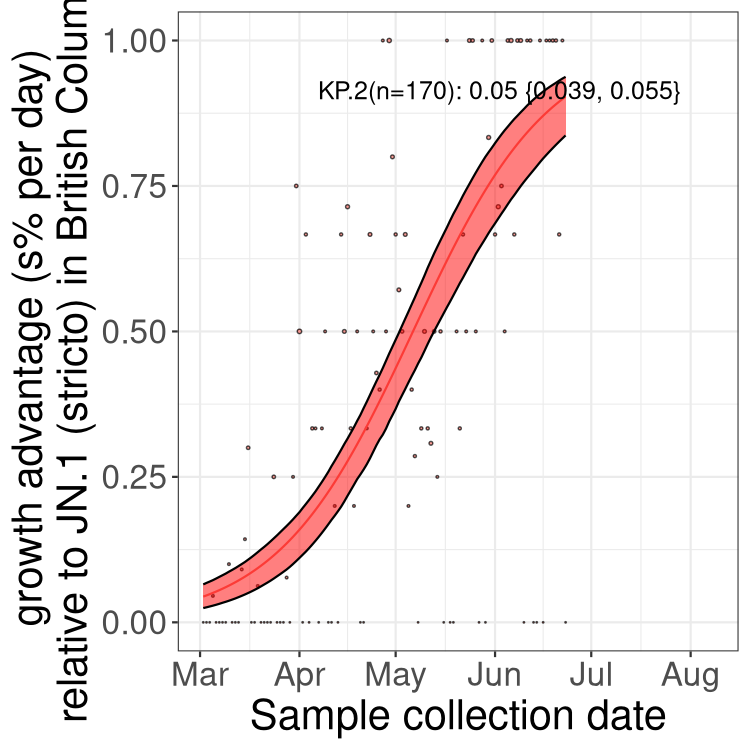 growth advantage (s% per day)
relative to JN.1 (stricto) in British Colum
1.00
0.75
0.50
0.25
0.00
KP.2(n=170): 0.05 {0.039, 0.055}
Mar Apr May Jun Jul Aug
Sample collection date